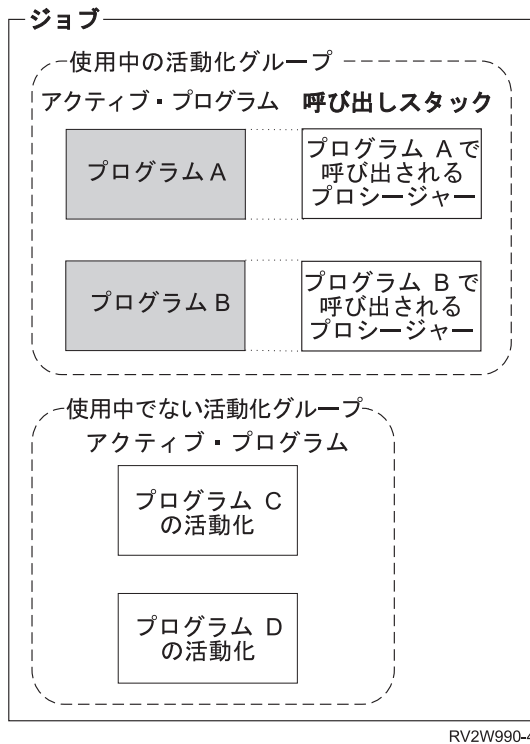 ジョブ
使用中の活動化グループ
アクティブ・プログラム 呼び出しスタック
プログラム A
プログラム A で
呼び出される
プロシージャー
プログラム B
プログラム B で
呼び出される
プロシージャー
使用中でない活動化グループ
アクティブ・プログラム
プログラム C
の活動化
プログラム D
の活動化
RV2W990-4